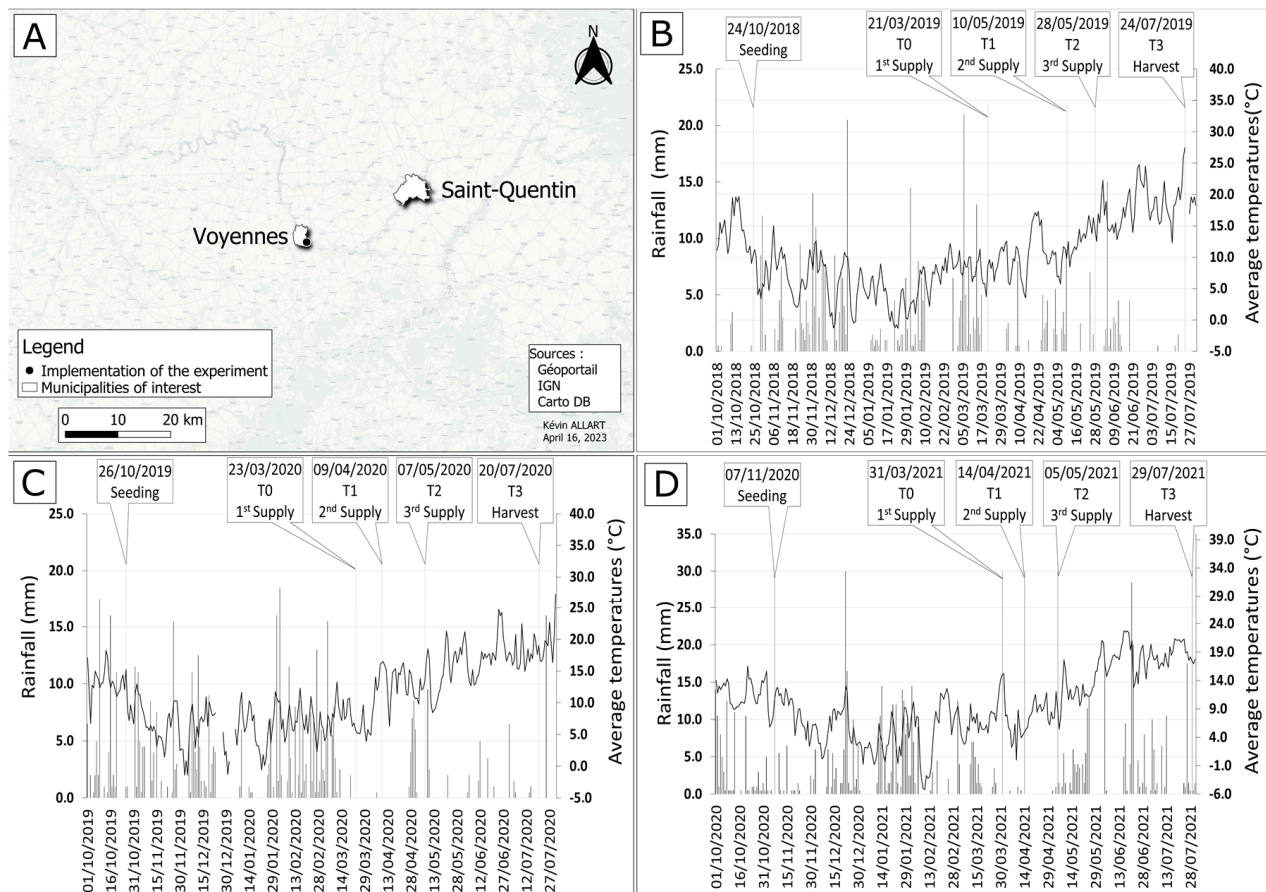 A
N
Saint-Quentin
Voyennes
Legend
Implementation of the experiment
Municipalities of interest
0 10 20 km
Sources :
Géoportail
IGN
Carto DB
Kévin ALLART
April 16, 2023
B
24/10/2018
Seeding
21/03/2019
T0
1st Supply
10/05/2019
T1
2nd Supply
28/05/2019
T2
3rd Supply
24/07/2019
T3
Harvest
Rainfall (mm)
25.0
20.0
15.0
10.0
5.0
0.0
Average temperatures(°C)
40.0
35.0
30.0
25.0
20.0
15.0
10.0
5.0
0.0
-5.0
01/10/2018
13/10/2018
25/10/2018
06/11/2018
18/11/2018
30/11/2018
12/12/2018
24/12/2018
05/01/2019
17/01/2019
29/01/2019
10/02/2019
22/02/2019
05/03/2019
17/03/2019
29/03/2019
10/04/2019
22/04/2019
04/05/2019
16/05/2019
28/05/2019
09/06/2019
21/06/2019
03/07/2019
15/07/2019
27/07/2019
C
26/10/2019
Seeding
23/03/2020
T0
1st Supply
09/04/2020
T1
2nd Supply
07/05/2020
T2
3rd Supply
20/07/2020
T3
Harvest
Rainfall (mm)
25.0
20.0
15.0
10.0
5.0
0.0
Average temperatures (°C)
40.0
35.0
30.0
25.0
20.0
15.0
10.0
5.0
0.0
-5.0
01/10/2019
16/10/2019
31/10/2019
15/11/2019
30/11/2019
15/12/2019
30/12/2019
14/01/2020
29/01/2020
13/02/2020
28/02/2020
14/03/2020
29/03/2020
13/04/2020
28/04/2020
13/05/2020
28/05/2020
12/06/2020
27/06/2020
12/07/2020
27/07/2020
D
07/11/2020
Seeding
31/03/2021
T0
1st Supply
14/04/2021
T1
2nd Supply
05/05/2021
T2
3rd Supply
29/07/2021
T3
Harvest
Rainfall (mm)
35.0
30.0
25.0
20.0
15.0
10.0
5.0
0.0
Average temperatures (°C)
39.0
34.0
29.0
24.0
19.0
14.0
9.0
4.0
-1.0
-6.0
01/10/2020
16/10/2020
31/10/2020
15/11/2020
30/11/2020
15/12/2020
30/12/2020
14/01/2021
29/01/2021
13/02/2021
28/02/2021
15/03/2021
30/03/2021
14/04/2021
29/04/2021
14/05/2021
29/05/2021
13/06/2021
28/06/2021
13/07/2021
28/07/2021